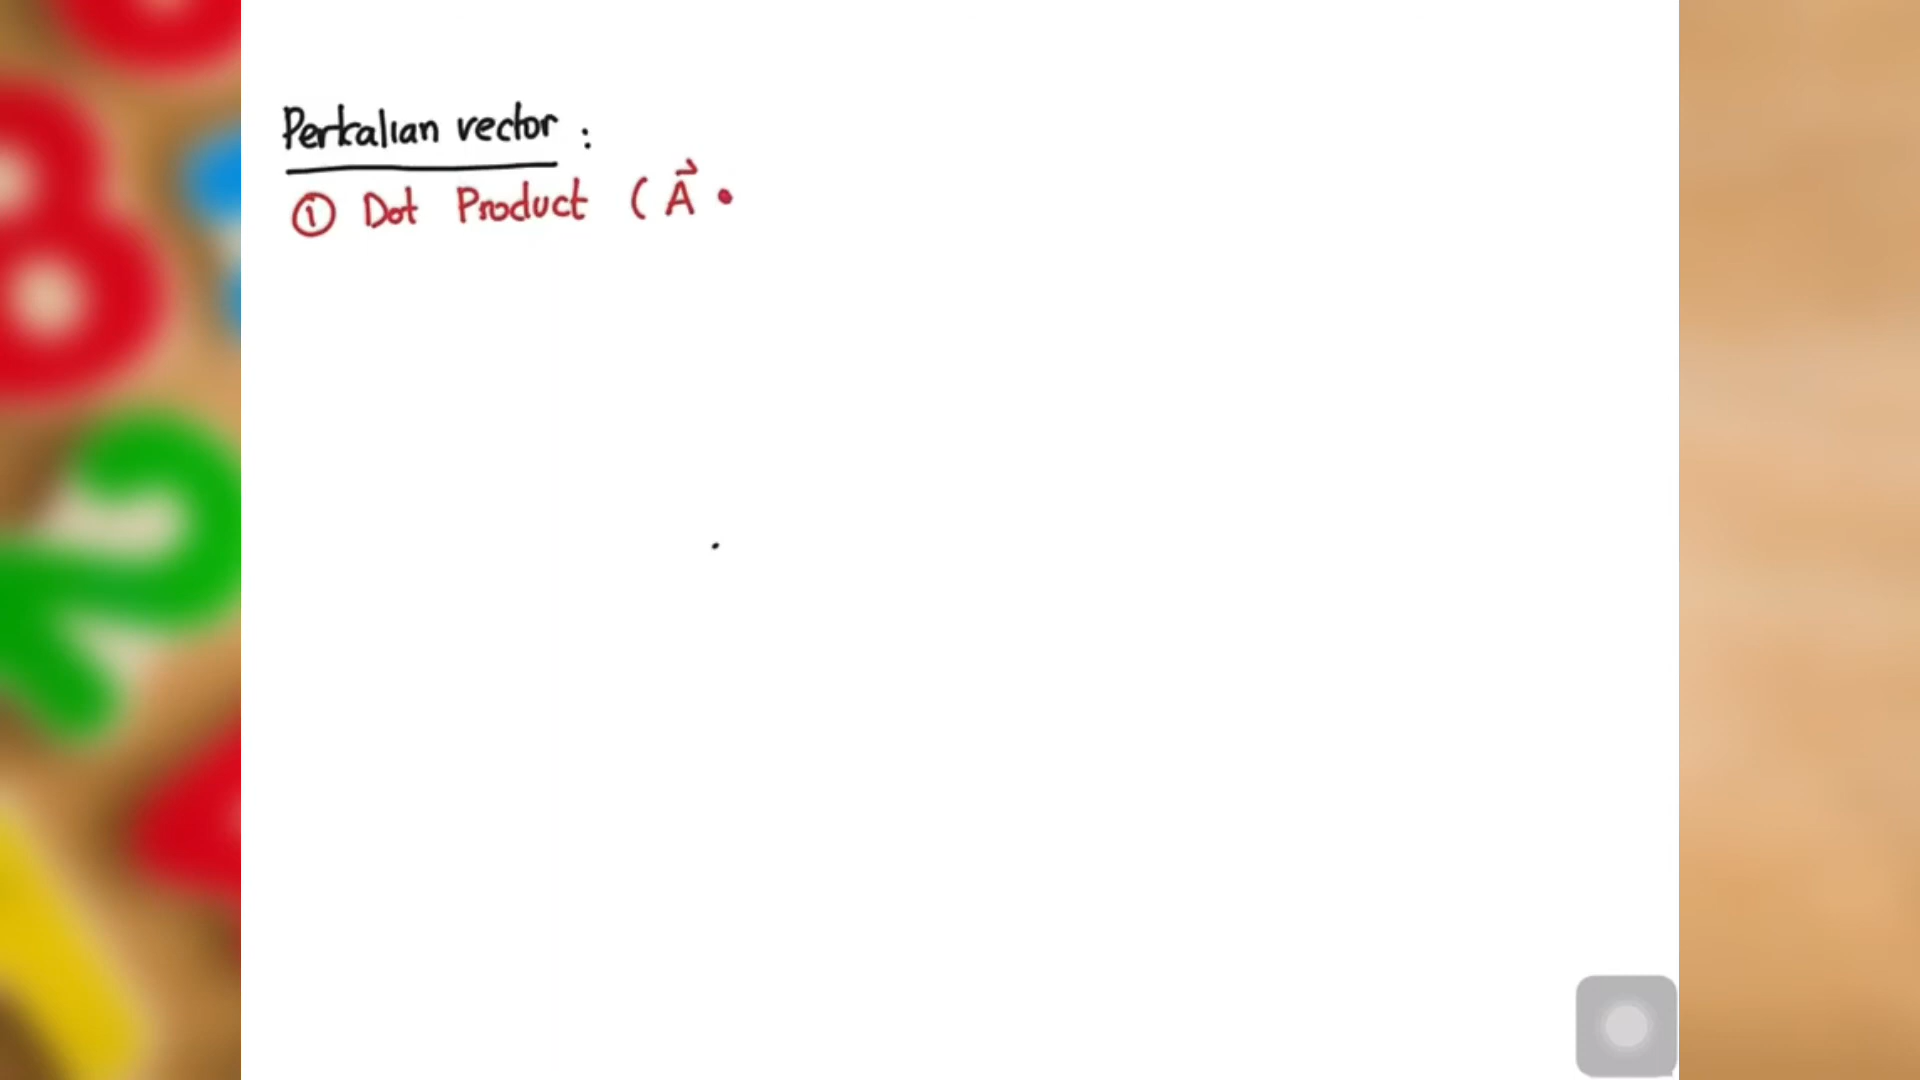 Perkalian vector :
① Dot Product ( A⃗ •